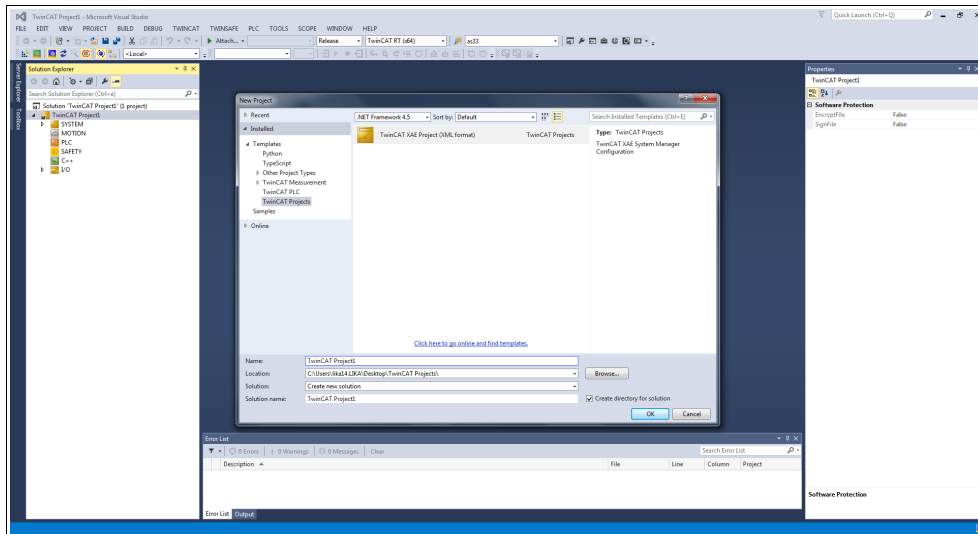 TwinCAT Project1 - Microsoft Visual Studio
Quick Launch (Ctrl+Q)
FILE EDIT VIEW PROJECT BUILD DEBUG TWINCAT TWINSAFE PLC TOOLS SCOPE WINDOW HELP
Attach...
Release
TwinCAT RT (x64)
as33
<Local>
Server Explorer
Toolbox
Solution Explorer
Search Solution Explorer (Ctrl+è)
Solution 'TwinCAT Project1' (1 project)
TwinCAT Project1
SYSTEM
MOTION
PLC
SAFETY
C++
I/O
New Project
Recent
Installed
Templates
Python
TypeScript
Other Project Types
TwinCAT Measurement
TwinCAT PLC
TwinCAT Projects
Samples
Online
.NET Framework 4.5
Sort by: Default
Search Installed Templates (Ctrl+E)
TwinCAT XAE Project (XML format) TwinCAT Projects
Type: TwinCAT Projects
TwinCAT XAE System Manager
Configuration
Click here to go online and find templates.
Name: TwinCAT Project1
Location: C:\Users\lika14.LIKA\Desktop\TwinCAT Projects\
Browse...
Solution: Create new solution
Solution name: TwinCAT Project1
Create directory for solution
OK Cancel
Error List
0 Errors 0 Warnings 0 Messages Clear
Search Error List
Description File Line Column Project
Error List Output
Properties
TwinCAT Project1
Software Protection
EncryptFile False
SignFile False
Software Protection